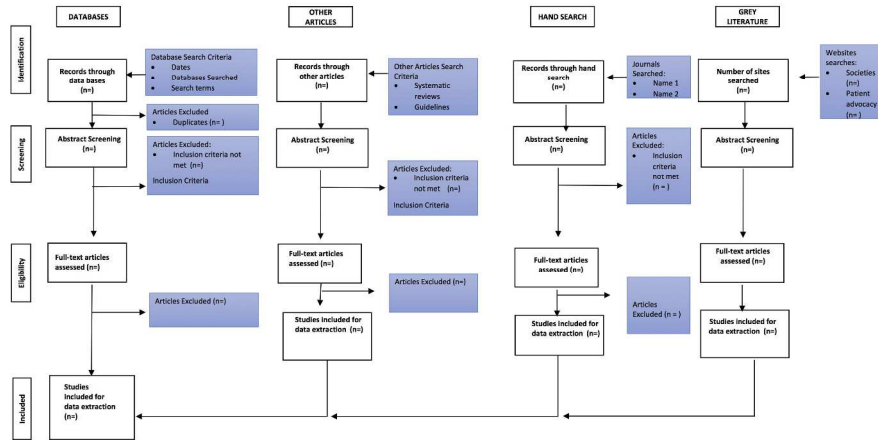 DATABASES
OTHER
ARTICLES
HAND SEARCH
GREY
LITERATURE
Identification
Records through
data bases
(n=)
Database Search Criteria
• Dates
• Databases Searched
• Search terms
Records through
other articles
(n=)
Other Articles Search
Criteria
• Systematic
reviews
• Guidelines
Records through hand
search
(n=)
Journals
Searched:
• Name 1
• Name 2
Number of sites
searched
(n=)
Websites
searches:
• Societies
(n=)
• Patient
advocacy
(n= )
Articles Excluded
• Duplicates (n= )
Screening
Abstract Screening
(n=)
Articles Excluded:
• Inclusion criteria not
met (n=)
Inclusion Criteria
Abstract Screening
(n=)
Articles Excluded:
• Inclusion criteria
not met (n=)
Inclusion Criteria
Abstract Screening
(n=)
Articles
Excluded:
• Inclusion
criteria
not met
(n = )
Abstract Screening
(n=)
Eligibility
Full-text articles
assessed (n=)
Articles Excluded (n=)
Full-text articles
assessed (n=)
Articles Excluded (n=)
Studies included for
data extraction (n=)
Full-text articles
assessed (n=)
Articles
Excluded (n = )
Studies included for
data extraction (n=)
Full-text articles
assessed (n=)
Studies included for
data extraction (n=)
Included
Studies
included for
data extraction
(n=)